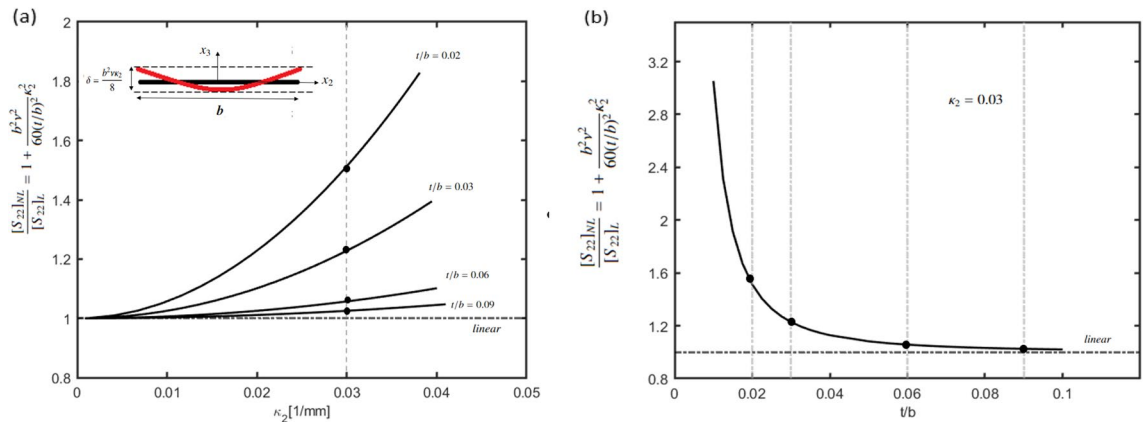 (a)
[S₂₂]NL/[S₂₂]L = 1 + b²ν²/60(t/b)² κ₂²
2
1.8
1.6
1.4
1.2
1
0.8
x₃
x₂
δ = b²νκ₂/8
b
t/b = 0.02
t/b = 0.03
t/b = 0.06
t/b = 0.09
linear
0 0.01 0.02 0.03 0.04 0.05
κ₂[1/mm]
(b)
[S₂₂]NL/[S₂₂]L = 1 + b²ν²/60(t/b)² κ₂²
3.2
2.8
2.4
2
1.6
1.2
0.8
κ₂ = 0.03
linear
0 0.02 0.04 0.06 0.08 0.1
t/b